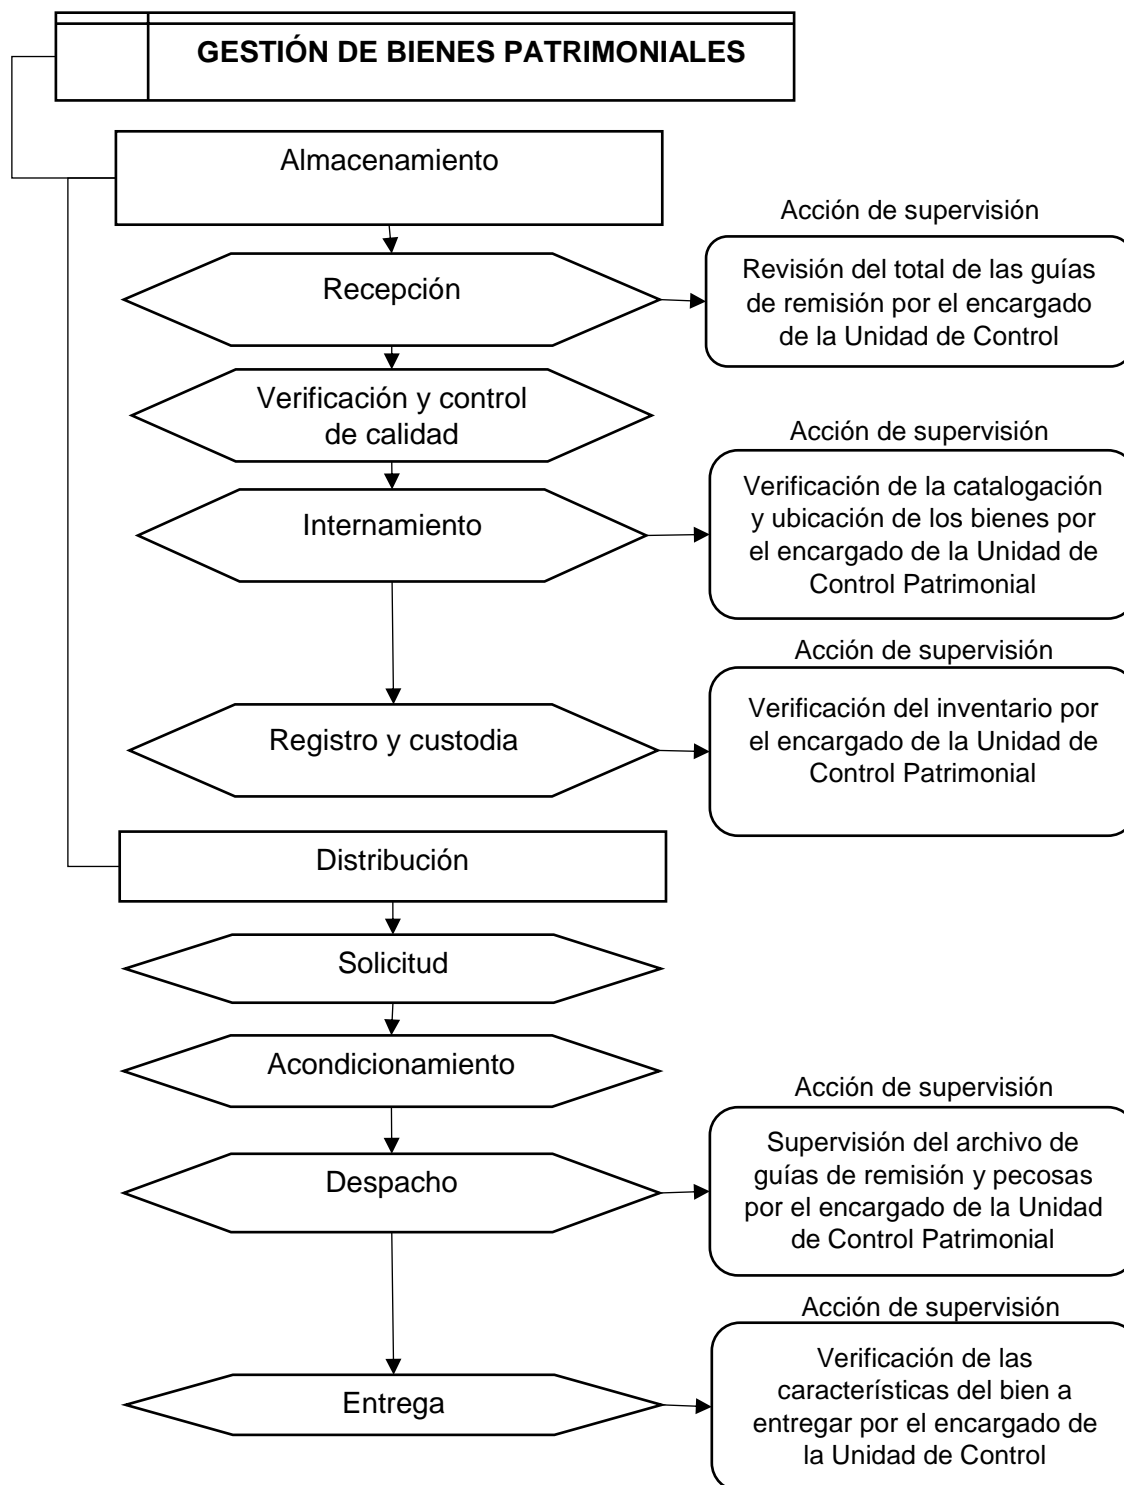 GESTIÓN DE BIENES PATRIMONIALES
Almacenamiento
Acción de supervisión
Recepción
Revisión del total de las guías
de remisión por el encargado
de la Unidad de Control
Verificación y control
de calidad
Acción de supervisión
Internamiento
Verificación de la catalogación
y ubicación de los bienes por
el encargado de la Unidad de
Control Patrimonial
Acción de supervisión
Registro y custodia
Verificación del inventario por
el encargado de la Unidad de
Control Patrimonial
Distribución
Solicitud
Acondicionamiento
Acción de supervisión
Despacho
Supervisión del archivo de
guías de remisión y pecosas
por el encargado de la Unidad
de Control Patrimonial
Acción de supervisión
Entrega
Verificación de las
características del bien a
entregar por el encargado de
la Unidad de Control